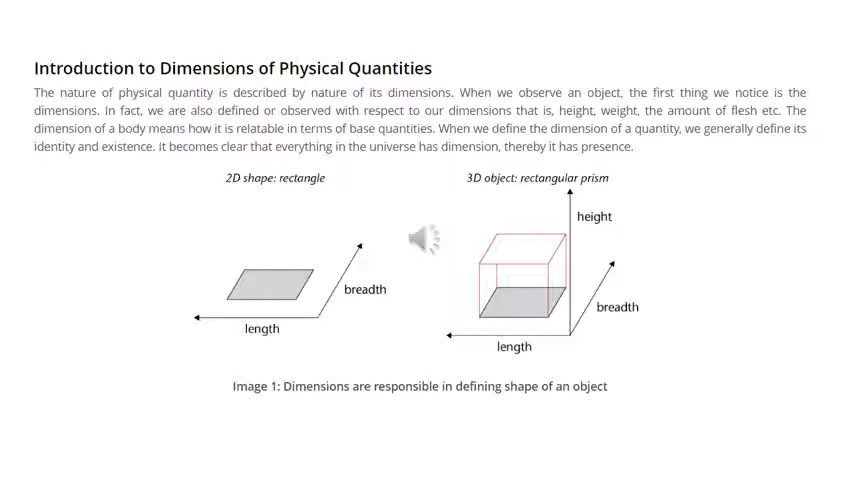 Introduction to Dimensions of Physical Quantities
The nature of physical quantity is described by nature of its dimensions. When we observe an object, the first thing we notice is the
dimensions. In fact, we are also defined or observed with respect to our dimensions that is, height, weight, the amount of flesh etc. The
dimension of a body means how it is relatable in terms of base quantities. When we define the dimension of a quantity, we generally define its
identity and existence. It becomes clear that everything in the universe has dimension, thereby it has presence.
2D shape: rectangle
3D object: rectangular prism
height
breadth
breadth
length
length
Image 1: Dimensions are responsible in defining shape of an object